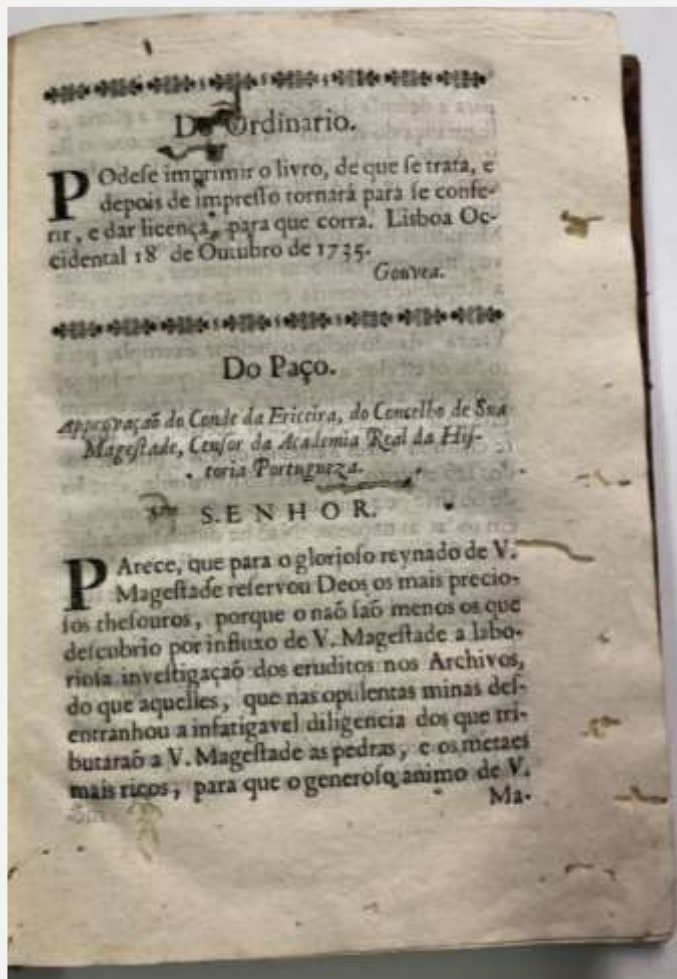 Do Ordinario.
POdese imprimir o livro, de que se trata, e
depois de impresso tornará para se confe-
rir, e dar licença, para que corra. Lisboa Oc-
cidental 18 de Outubro de 1735.
Gouvea.
Do Paço.
Approvaçaõ do Conde da Ericeira, do Concelho de Sua
Magestade, Censor da Academia Real da His-
toria Portugueza.
SENHOR.
PArece, que para o glorioso reynado de V.
Magestade reservou Deos os mais precio-
sos thesouros, porque o naõ saõ menos os que
descubrio por influxo de V. Magestade a labo-
riosa investigaçaõ dos eruditos nos Archivos,
do que aquelles, que nas opulentas minas des-
entranhou a infatigavel diligencia dos que tri-
butaraõ a V. Magestade as pedras, e os metaes
mais ricos, para que o generoso animo de V.
Ma-